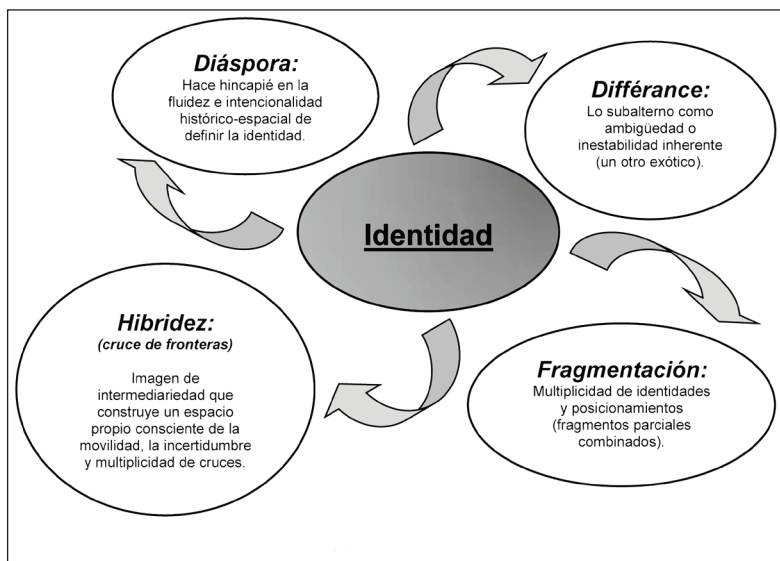 Diáspora:
Hace hincapié en la
fluidez e intencionalidad
histórico-espacial de
definir la identidad.
Différance:
Lo subalterno como
ambigüedad o
inestabilidad inherente
(un otro exótico).
Identidad
Hibridez:
(cruce de fronteras)
Imagen de
intermediariedad que
construye un espacio
propio consciente de la
movilidad, la incertidumbre
y multiplicidad de cruces.
Fragmentación:
Multiplicidad de identidades
y posicionamientos
(fragmentos parciales
combinados).